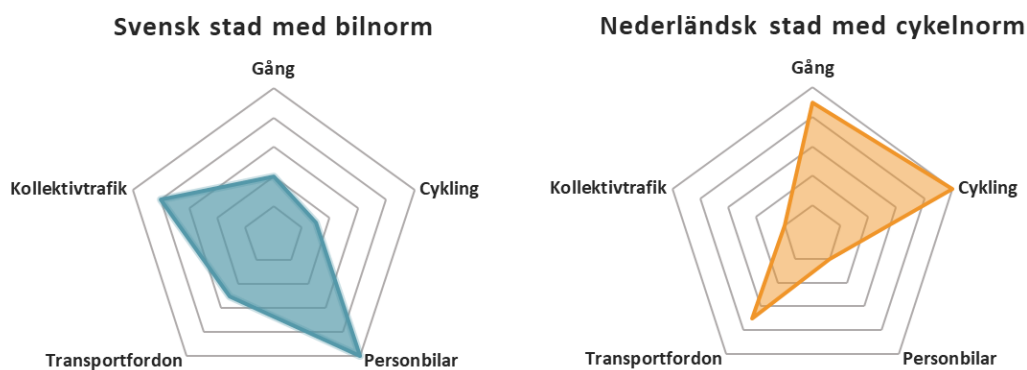 Svensk stad med bilnorm
Gång
Kollektivtrafik
Cykling
Transportfordon
Personbilar
Nederländsk stad med cykelnorm
Gång
Kollektivtrafik
Cykling
Transportfordon
Personbilar